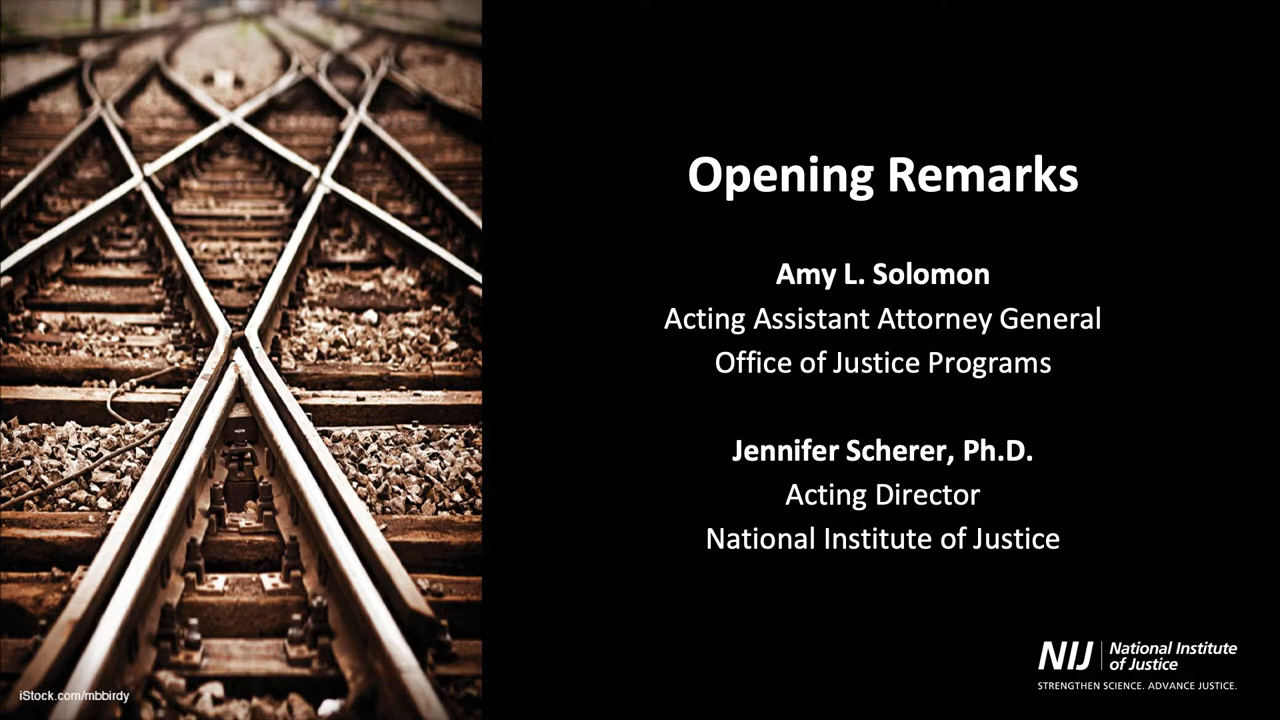 Opening Remarks
Amy L. Solomon
Acting Assistant Attorney General
Office of Justice Programs
Jennifer Scherer, Ph.D.
Acting Director
National Institute of Justice
NIJ
National Institute
of Justice
STRENGTHEN SCIENCE. ADVANCE JUSTICE.
iStock.com/mbbirdy